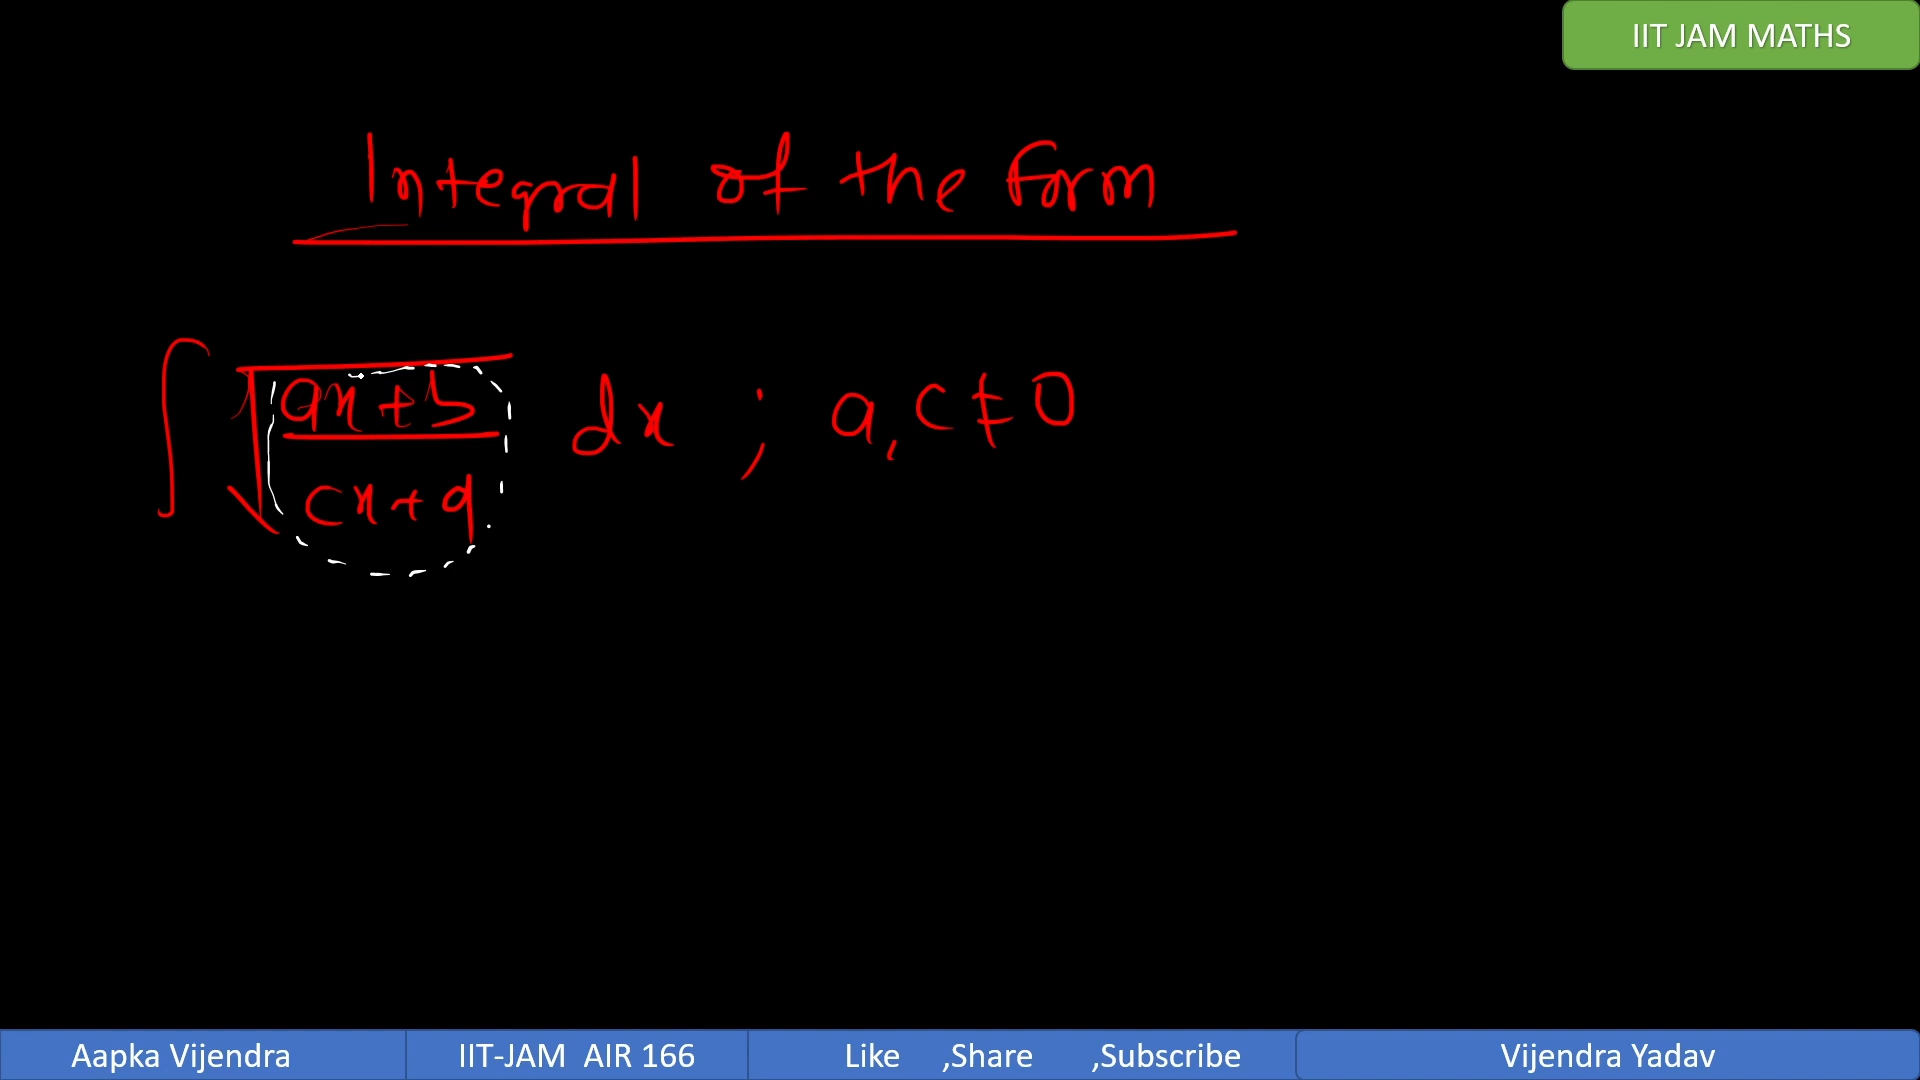 IIT JAM MATHS
Integral of the form
∫ √((ax+b)/(cx+q)) dx ; a, c ≠ 0
Aapka Vijendra
IIT-JAM AIR 166
Like ,Share ,Subscribe
Vijendra Yadav